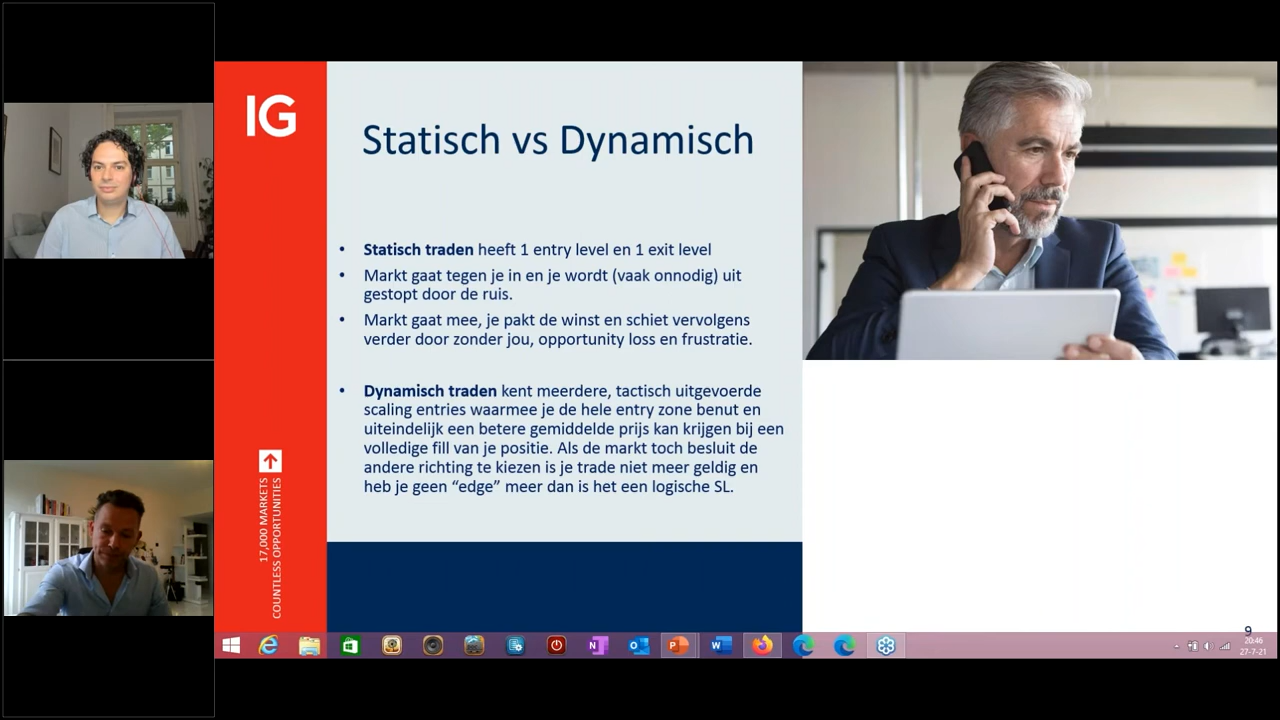 IG
Statisch vs Dynamisch
• Statisch traden heeft 1 entry level en 1 exit level
• Markt gaat tegen je in en je wordt (vaak onnodig) uit
gestopt door de ruis.
• Markt gaat mee, je pakt de winst en schiet vervolgens
verder door zonder jou, opportunity loss en frustratie.
• Dynamisch traden kent meerdere, tactisch uitgevoerde
scaling entries waarmee je de hele entry zone benut en
uiteindelijk een betere gemiddelde prijs kan krijgen bij een
volledige fill van je positie. Als de markt toch besluit de
andere richting te kiezen is je trade niet meer geldig en
heb je geen “edge” meer dan is het een logische SL.
17,000 MARKETS
COUNTLESS OPPORTUNITIES
9
20:46
27-7-21